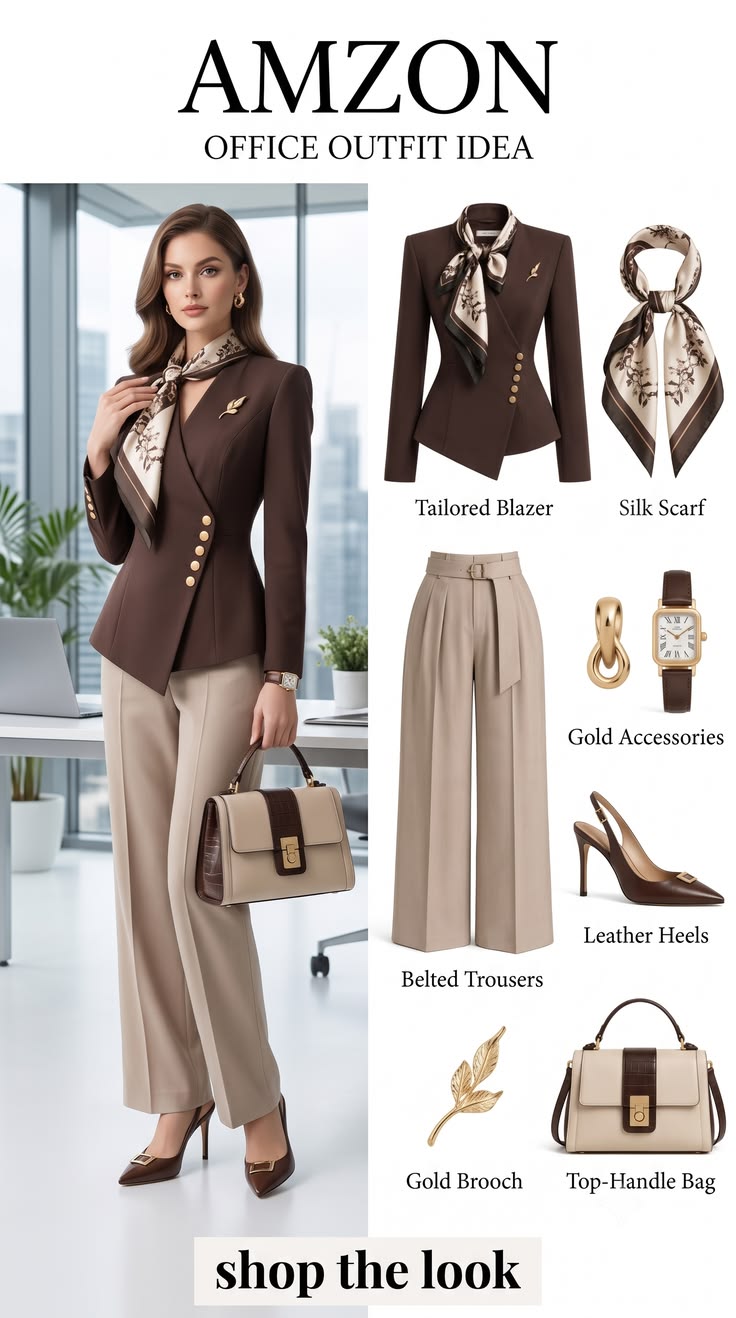 AMZON
OFFICE OUTFIT IDEA
Tailored Blazer
Silk Scarf
Gold Accessories
Leather Heels
Belted Trousers
Gold Brooch
Top-Handle Bag
shop the look